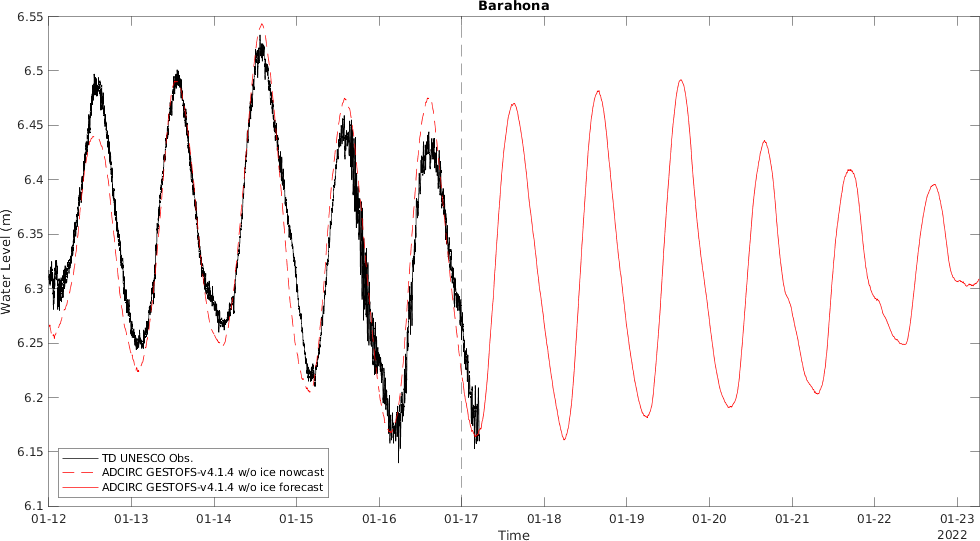 Barahona
6.55
6.5
6.45
6.4
6.35
6.3
6.25
6.2
6.15
6.1
Water Level (m)
TD UNESCO Obs.
ADCIRC GESTOFS-v4.1.4 w/o ice nowcast
ADCIRC GESTOFS-v4.1.4 w/o ice forecast
01-12 01-13 01-14 01-15 01-16 01-17 01-18 01-19 01-20 01-21 01-22 01-23
Time
2022